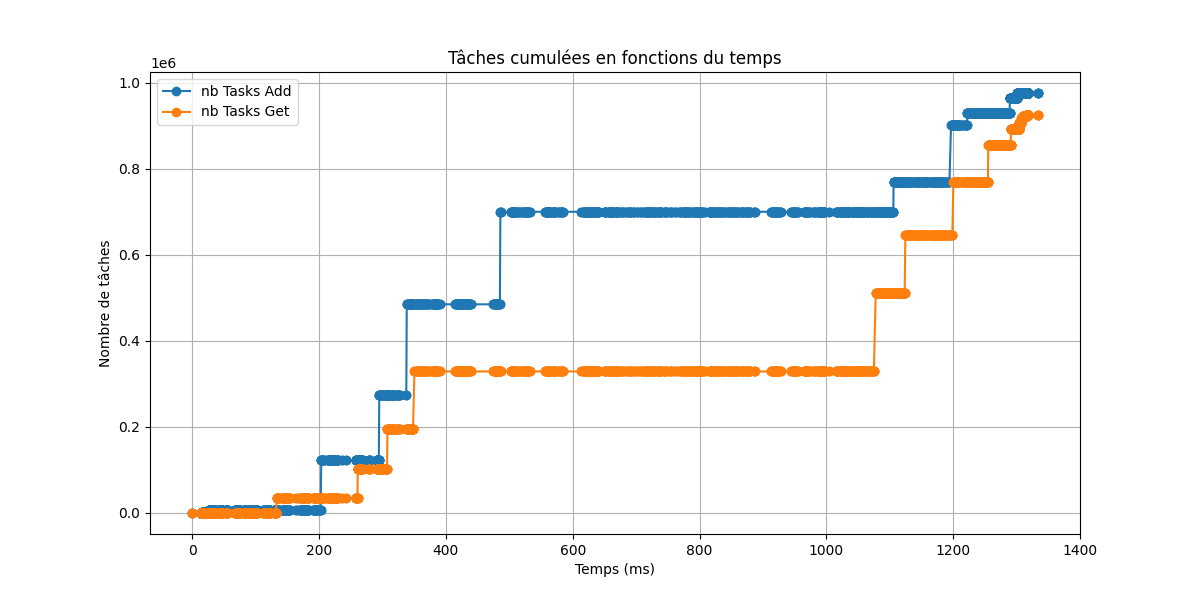 Tâches cumulées en fonctions du temps
1e6
nb Tasks Add
nb Tasks Get
1.0
0.8
0.6
0.4
0.2
0.0
Nombre de tâches
0 200 400 600 800 1000 1200 1400
Temps (ms)